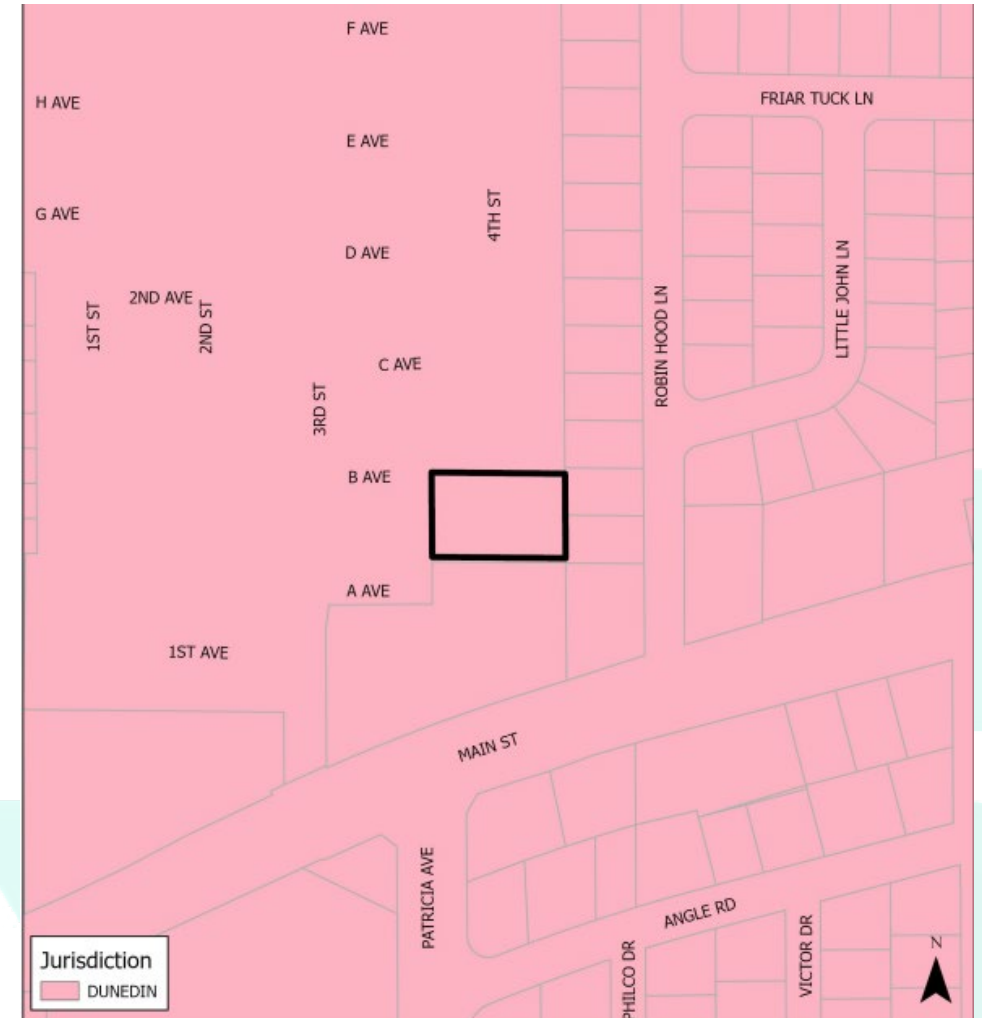 F AVE
H AVE
FRIAR TUCK LN
E AVE
G AVE
4TH ST
D AVE
LITTLE JOHN LN
2ND AVE
1ST ST
2ND ST
ROBIN HOOD LN
C AVE
3RD ST
B AVE
A AVE
1ST AVE
MAIN ST
PATRICIA AVE
ANGLE RD
PHILCO DR
VICTOR DR
N
Jurisdiction
DUNEDIN